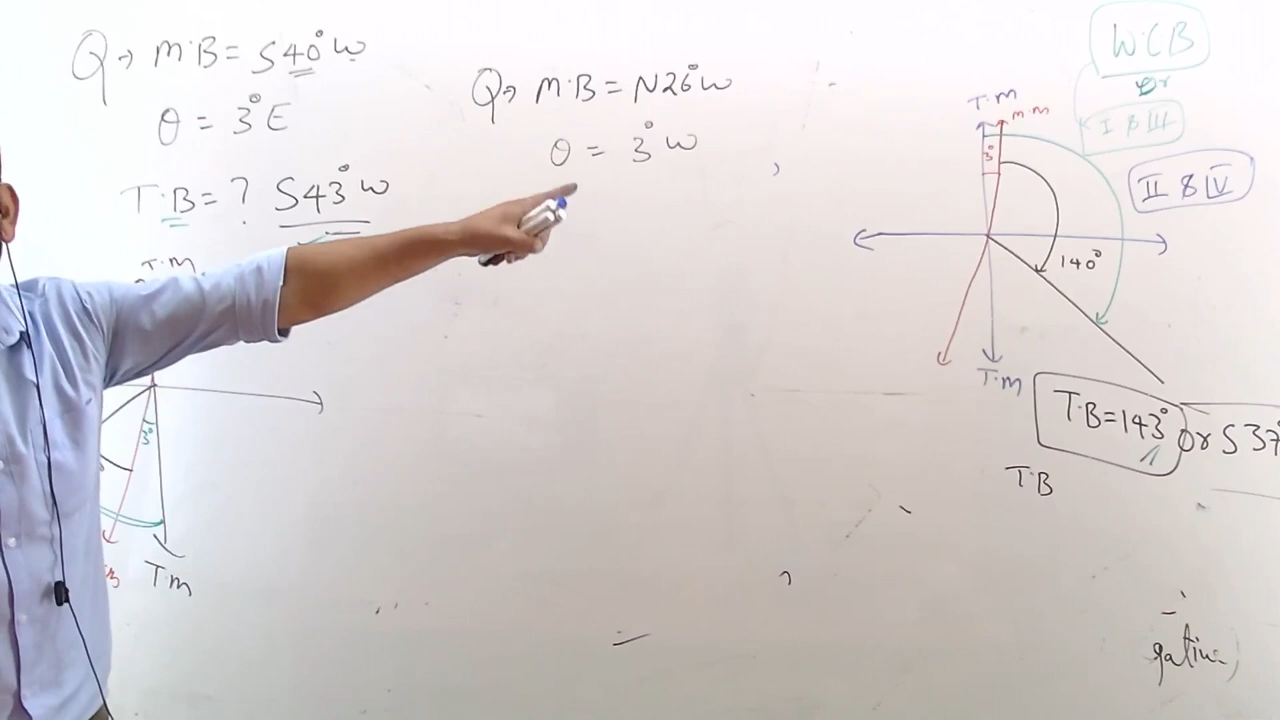 Q→ M·B = S40°W
θ = 3°E
T·B = ? S43°W
T·M
3°
T·M
Q→ M·B = N26°W
θ = 3°W
W·C·B
or
I & III
II & IV
T·M
M·M
3°
140°
T·M
T·B = 143° or S37°
T·B